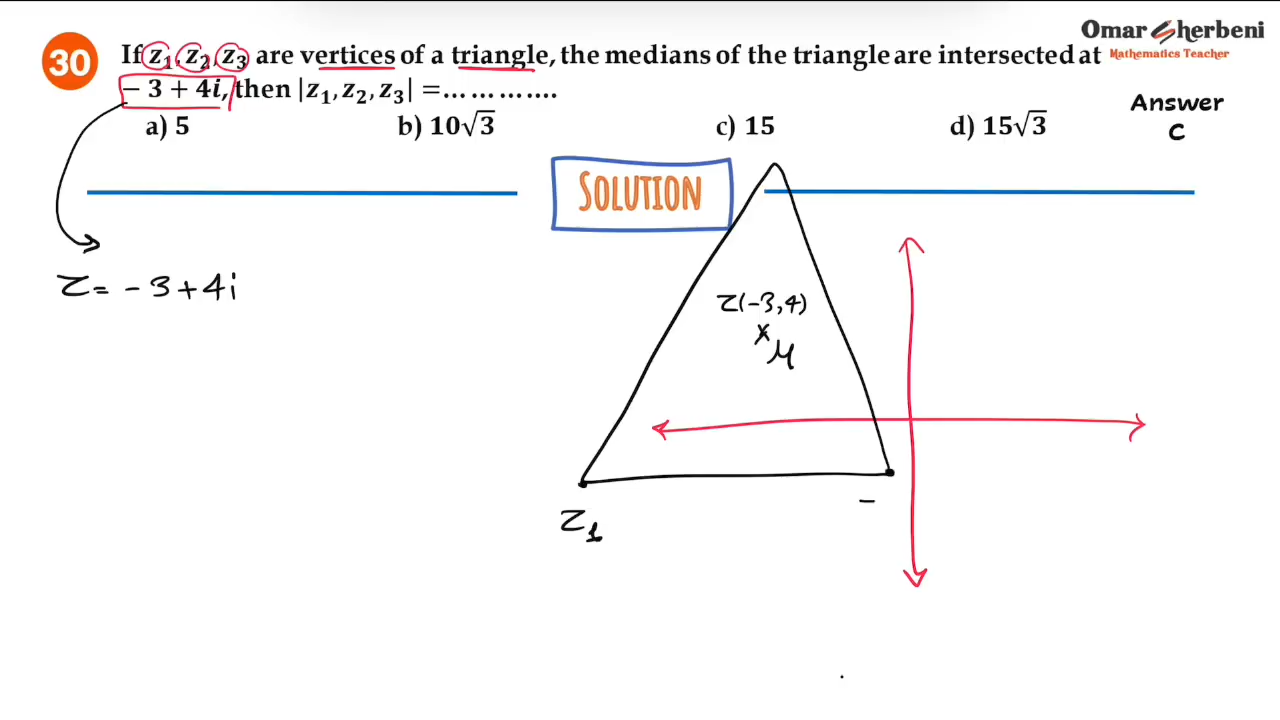 Omar Sherbeni
Mathematics Teacher
30
If z₁, z₂, z₃ are vertices of a triangle, the medians of the triangle are intersected at
− 3 + 4i, then |z₁, z₂, z₃| =…………
a) 5 b) 10√3 c) 15 d) 15√3
Answer
C
SOLUTION
Z = - 3 + 4i
Z(-3,4)
M
Z₁